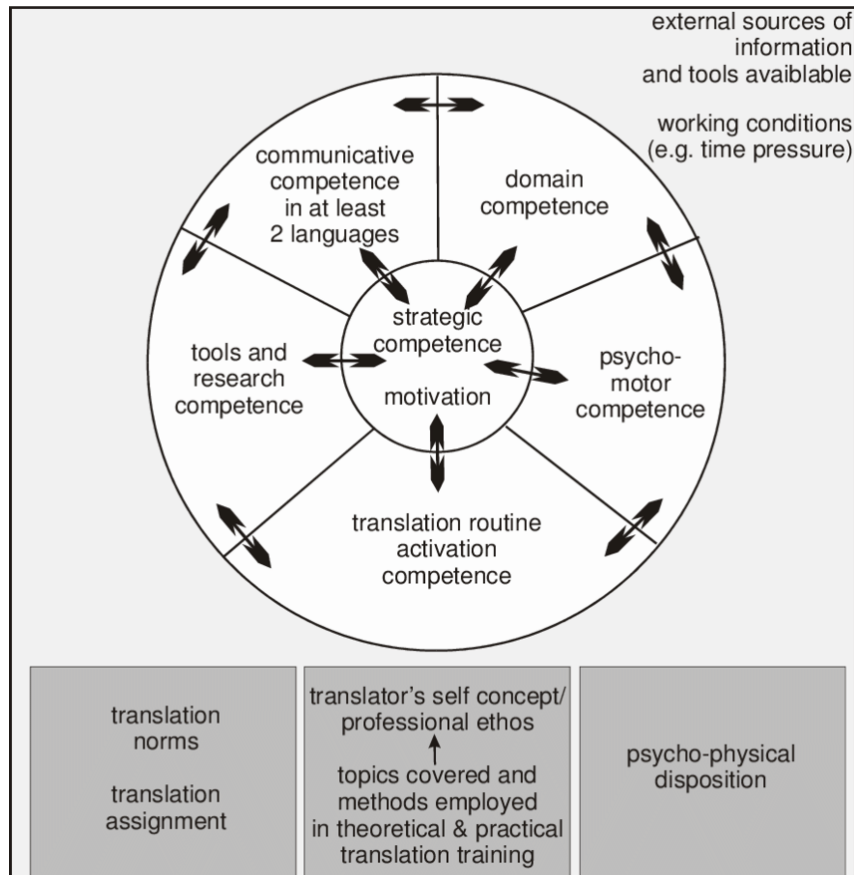 external sources of
information
and tools avaiblable
working conditions
(e.g. time pressure)
communicative
competence
in at least
2 languages
domain
competence
strategic
competence
motivation
tools and
research
competence
psycho-
motor
competence
translation routine
activation
competence
translation
norms
translation
assignment
translator's self concept/
professional ethos
topics covered and
methods employed
in theoretical & practical
translation training
psycho-physical
disposition